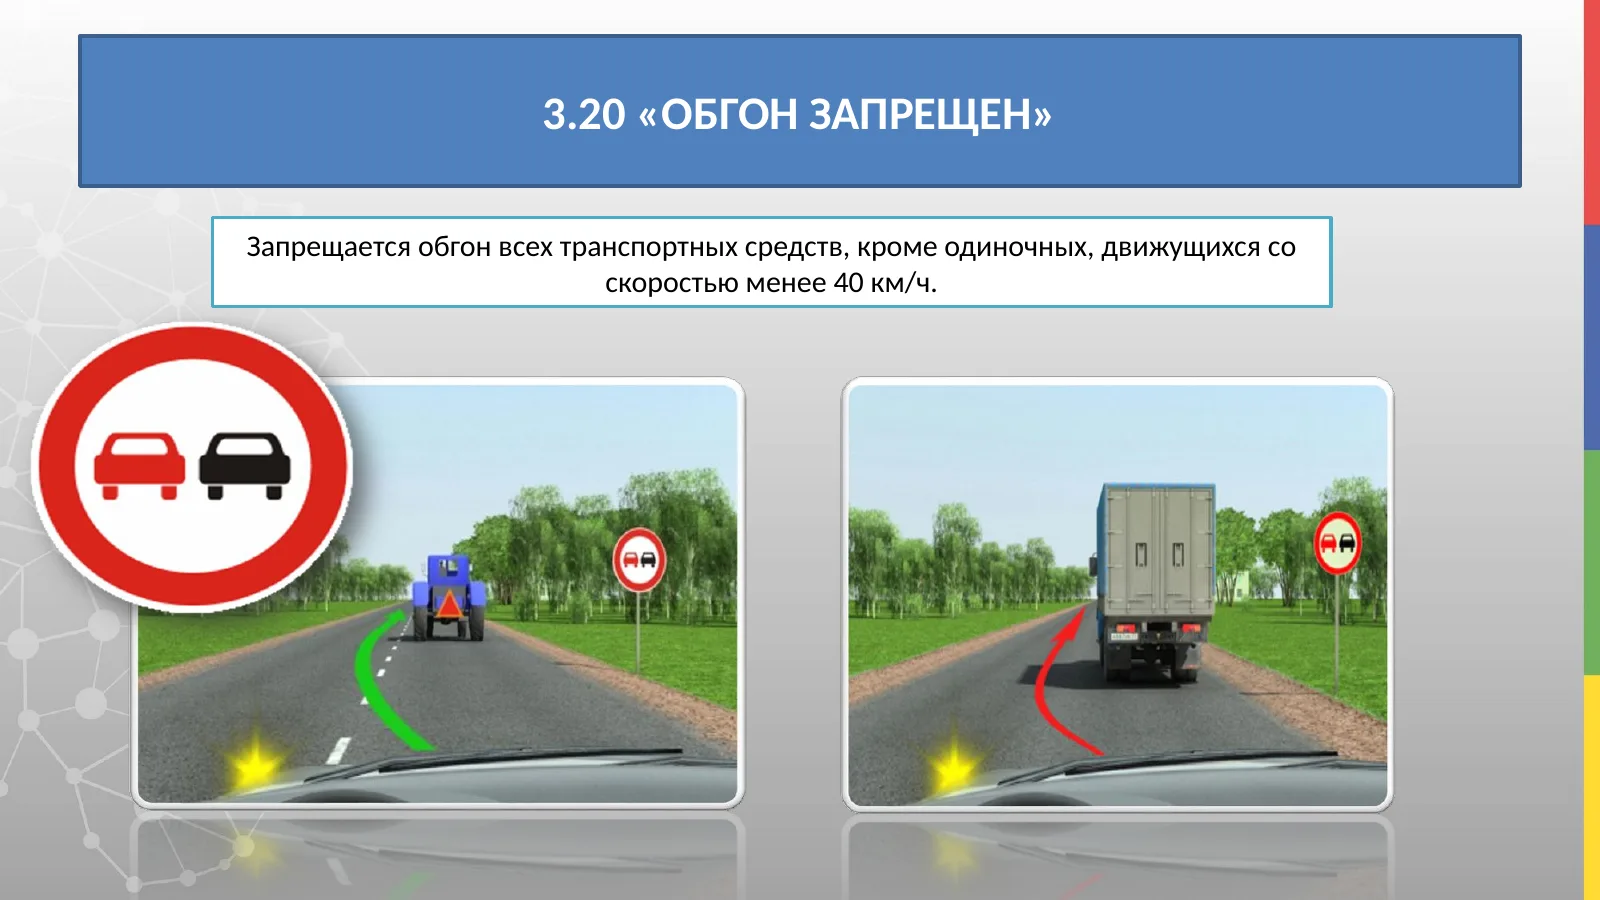 3.20 «ОБГОН ЗАПРЕЩЕН»
Запрещается обгон всех транспортных средств, кроме одиночных, движущихся со
скоростью менее 40 км/ч.